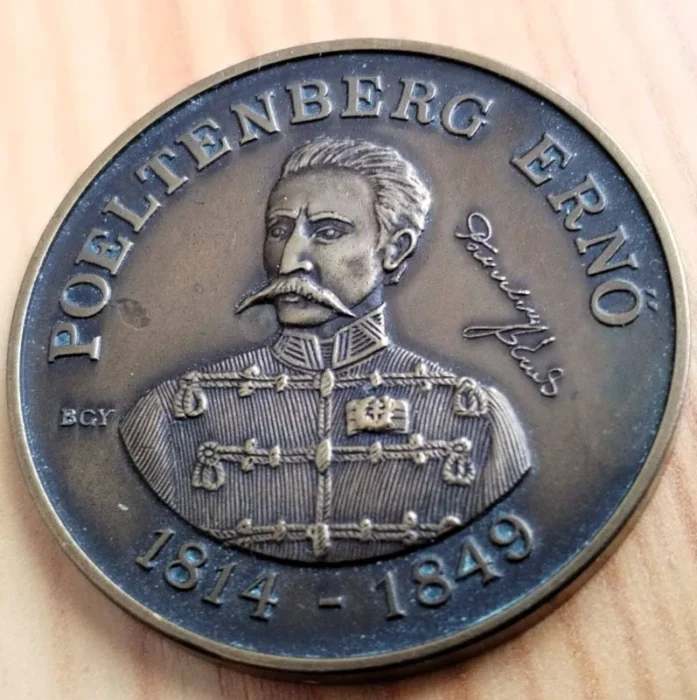 POELTENBERG ERNŐ
BGY
1814 - 1849